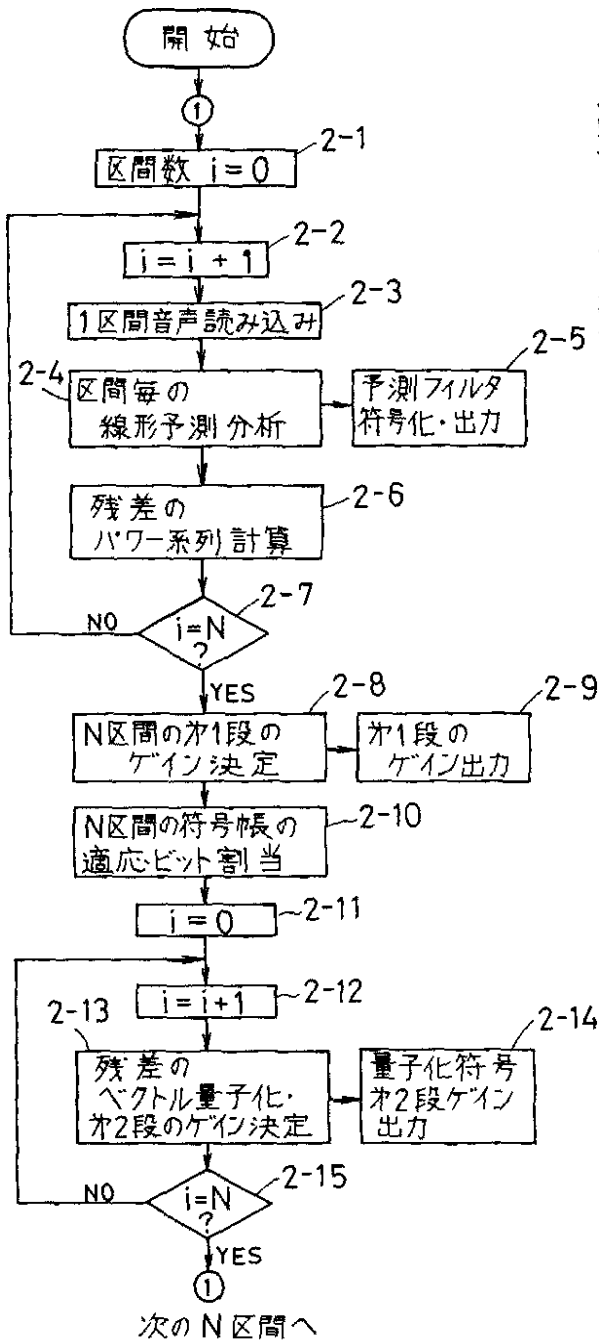 開始
①
2-1
区間数 i=0
2-2
i=i+1
2-3
1区間音声読み込み
2-4
区間毎の
線形予測分析
2-5
予測フィルタ
符号化・出力
2-6
残差の
パワー系列計算
2-7
i=N
?
NO
YES
2-8
N区間の才1段の
ゲイン決定
2-9
才1段の
ゲイン出力
2-10
N区間の符号帳の
適応ビット割当
2-11
i=0
2-12
i=i+1
2-13
残差の
ベクトル量子化・
才2段のゲイン決定
2-14
量子化符号
才2段ゲイン
出力
2-15
i=N
?
NO
YES
①
次のN区間へ